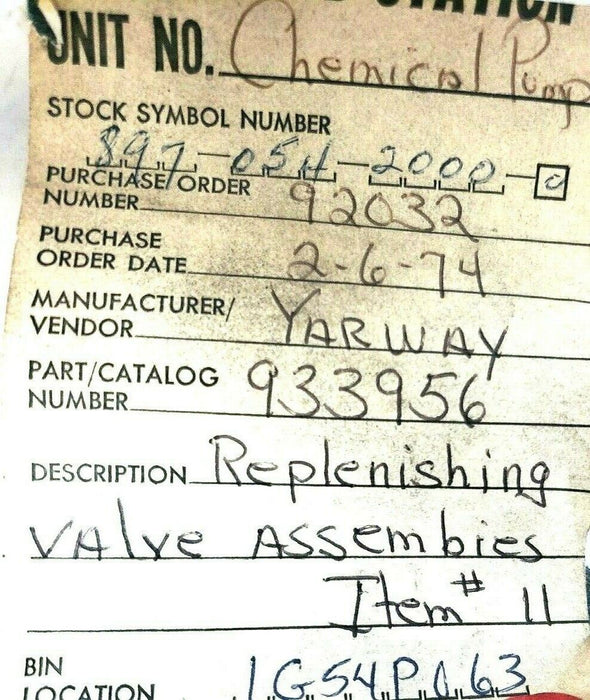 STATION
UNIT NO. Chemical Pump
STOCK SYMBOL NUMBER
897-054-2000-0
PURCHASE/ORDER
NUMBER 92032
PURCHASE
ORDER DATE 2-6-74
MANUFACTURER/
VENDOR YARWAY
PART/CATALOG
NUMBER 933956
DESCRIPTION Replenishing
VAlve ASSembies
Item # 11
BIN
LOCATION 1G54P063